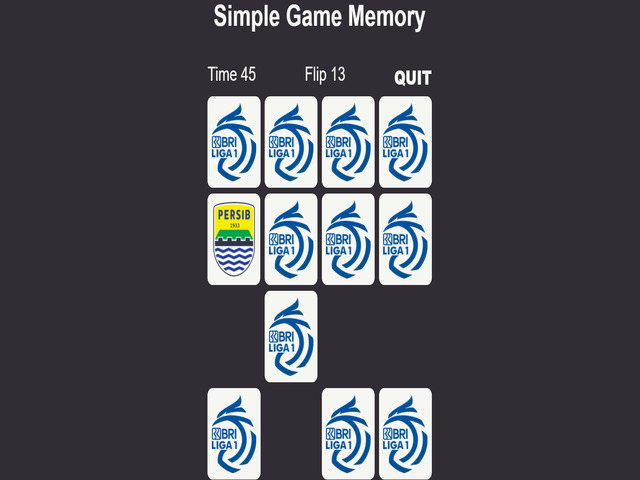 Simple Game Memory
Time 45
Flip 13
QUIT
BRI
LIGA 1
BRI
LIGA 1
BRI
LIGA 1
BRI
LIGA 1
PERSIB
1933
BRI
LIGA 1
BRI
LIGA 1
BRI
LIGA 1
BRI
LIGA 1
BRI
LIGA 1
BRI
LIGA 1
BRI
LIGA 1